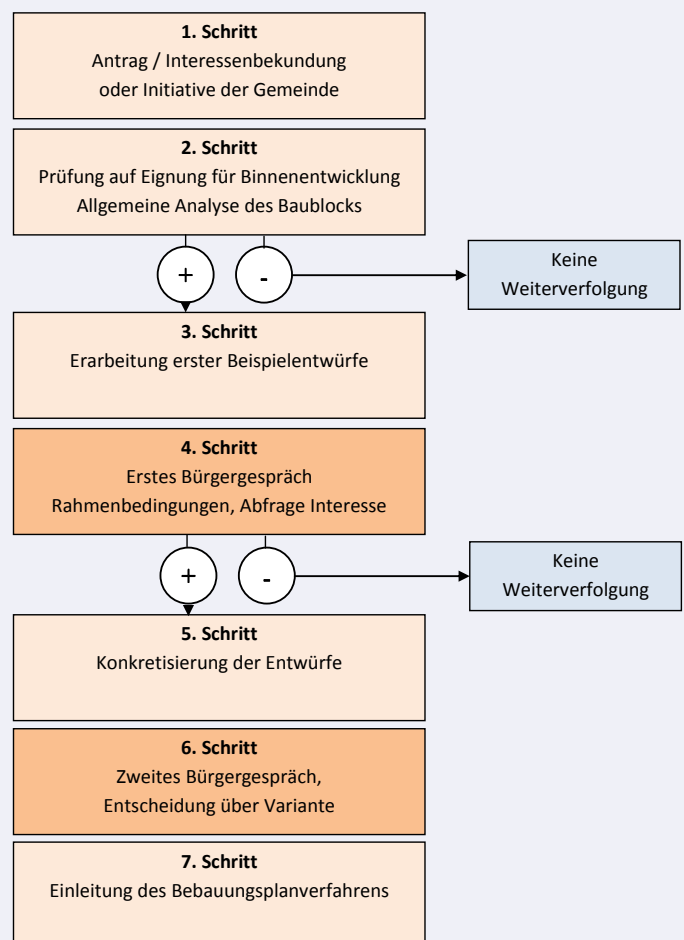 1. Schritt
Antrag / Interessenbekundung
oder Initiative der Gemeinde
2. Schritt
Prüfung auf Eignung für Binnenentwicklung
Allgemeine Analyse des Baublocks
+
-
Keine
Weiterverfolgung
3. Schritt
Erarbeitung erster Beispielentwürfe
4. Schritt
Erstes Bürgergespräch
Rahmenbedingungen, Abfrage Interesse
+
-
Keine
Weiterverfolgung
5. Schritt
Konkretisierung der Entwürfe
6. Schritt
Zweites Bürgergespräch,
Entscheidung über Variante
7. Schritt
Einleitung des Bebauungsplanverfahrens